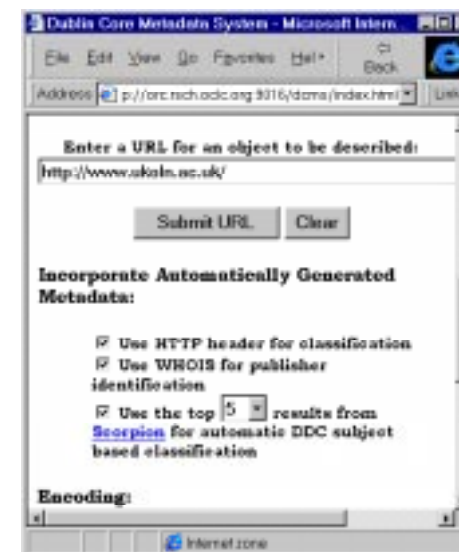 Dublin Core Metadata System - Microsoft Intern
File Edit View Go Favorites Help
Back
Address p://orc.rsch.oclc.org:9016/dcms/index.html Link
Enter a URL for an object to be described:
http://www.ukoln.ac.uk/
Submit URL Clear
Incorporate Automatically Generated
Metadata:
Use HTTP header for classification
Use WHOIS for publisher
identification
Use the top 5 results from
Scorpion for automatic DDC subject
based classification
Encoding:
Internet zone